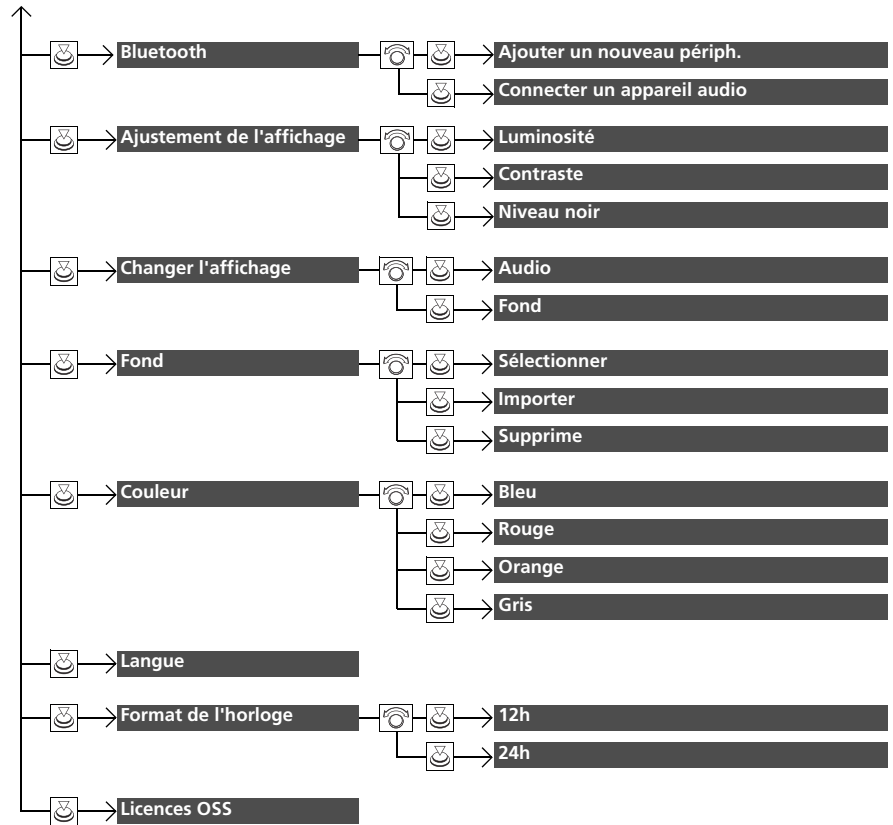 Bluetooth
Ajouter un nouveau périph.
Connecter un appareil audio
Ajustement de l'affichage
Luminosité
Contraste
Niveau noir
Changer l'affichage
Audio
Fond
Fond
Sélectionner
Importer
Supprime
Couleur
Bleu
Rouge
Orange
Gris
Langue
Format de l'horloge
12h
24h
Licences OSS